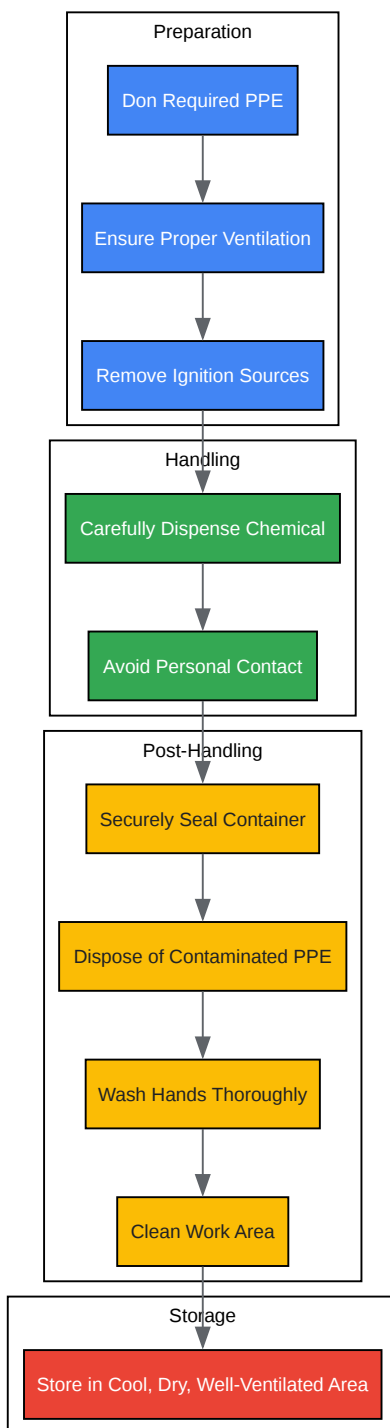 Preparation
Don Required PPE
Ensure Proper Ventilation
Remove Ignition Sources
Handling
Carefully Dispense Chemical
Avoid Personal Contact
Post-Handling
Securely Seal Container
Dispose of Contaminated PPE
Wash Hands Thoroughly
Clean Work Area
Storage
Store in Cool, Dry, Well-Ventilated Area